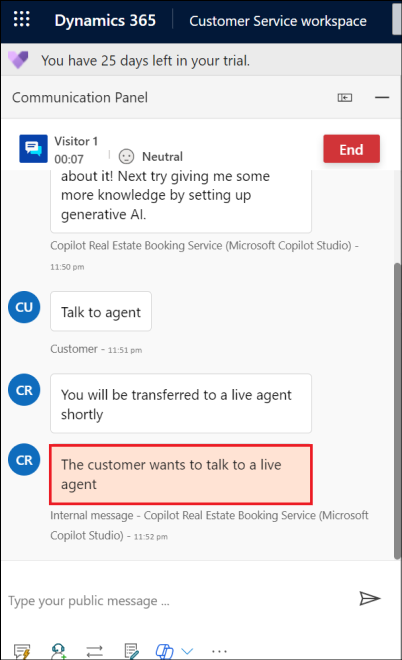 Dynamics 365 Customer Service workspace
You have 25 days left in your trial.
Communication Panel
Visitor 1
00:07 Neutral End
about it! Next try giving me some
more knowledge by setting up
generative AI.
Copilot Real Estate Booking Service (Microsoft Copilot Studio) -
11:50 pm
CU Talk to agent
Customer - 11:51 pm
CR You will be transferred to a live agent
shortly
CR The customer wants to talk to a live
agent
Internal message - Copilot Real Estate Booking Service (Microsoft
Copilot Studio) - 11:52 pm
Type your public message ...